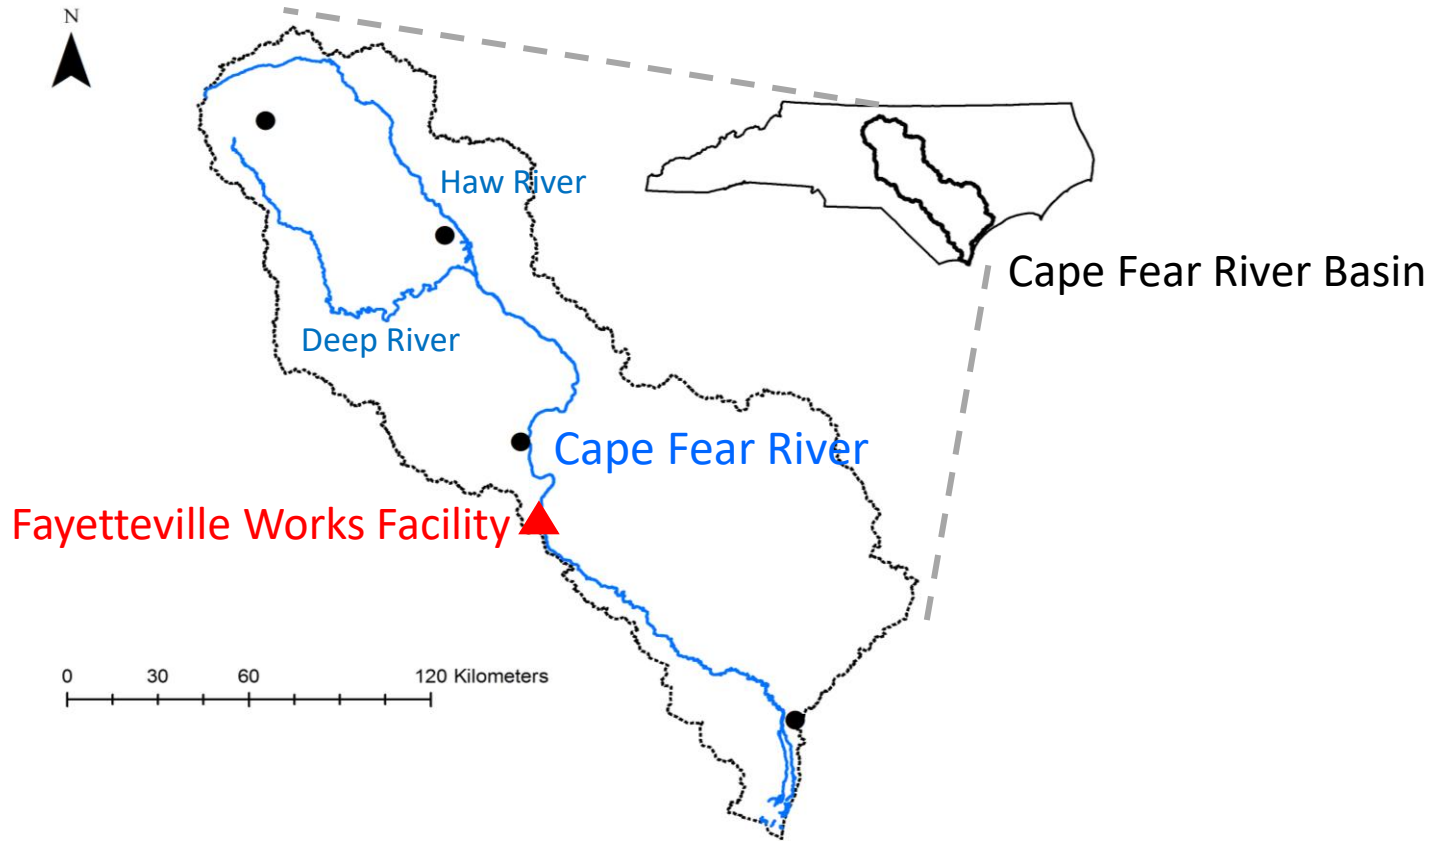 N
Haw River
Cape Fear River Basin
Deep River
Cape Fear River
Fayetteville Works Facility
0 30 60 120 Kilometers